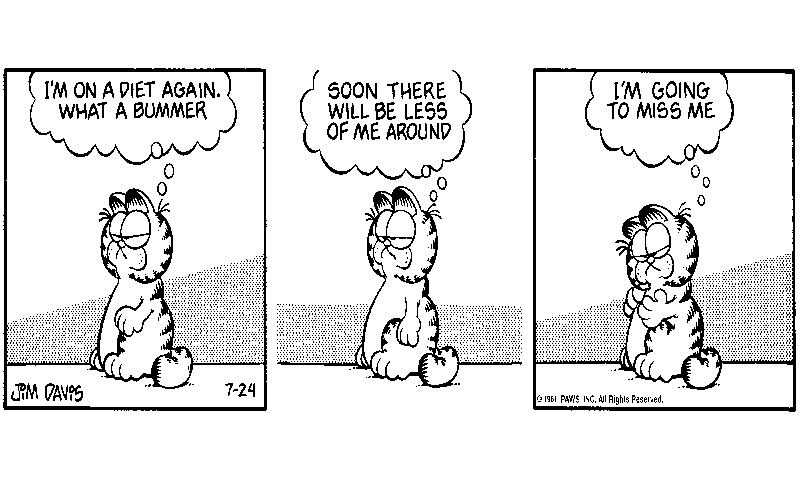 I'M ON A DIET AGAIN.
WHAT A BUMMER
SOON THERE
WILL BE LESS
OF ME AROUND
I'M GOING
TO MISS ME
JIM DAVIS
7-24
© 1981 PAWS, INC. All Rights Reserved.